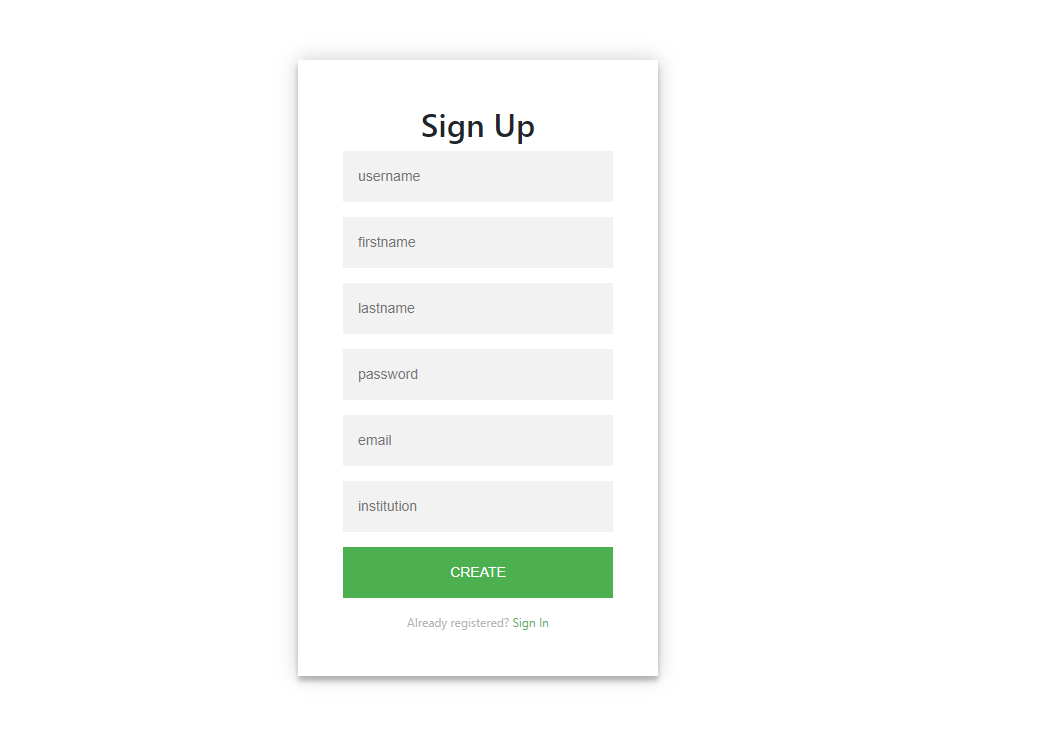 Sign Up
username
firstname
lastname
password
email
institution
CREATE
Already registered? Sign In